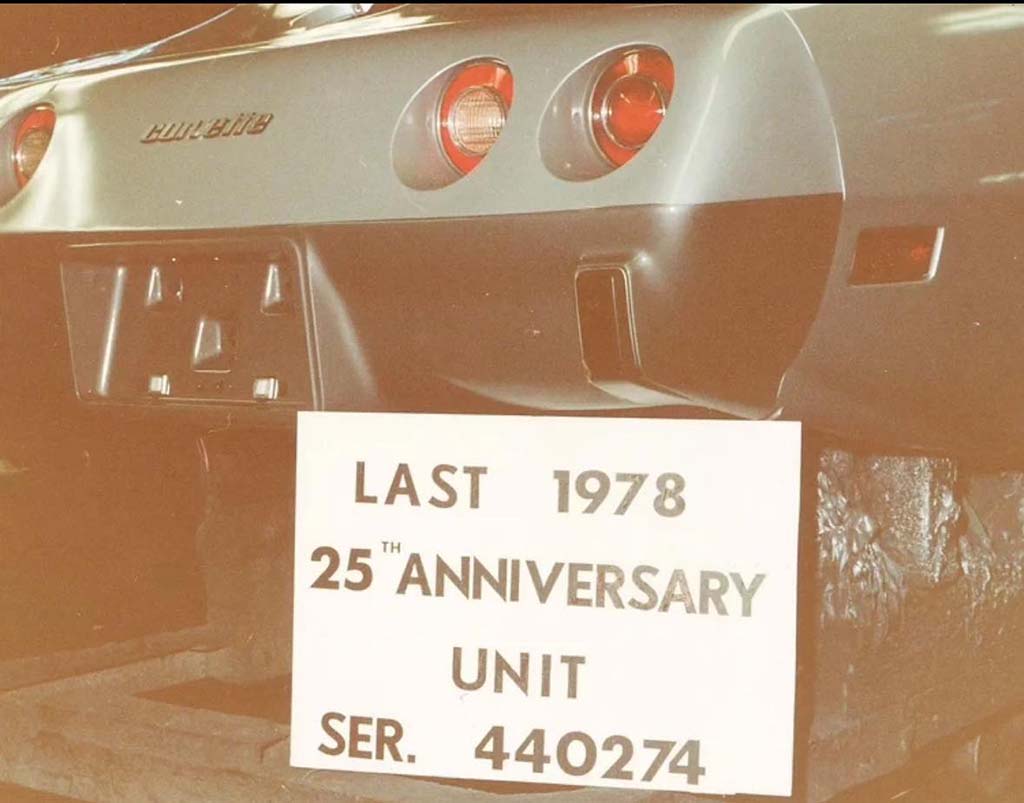 corvette
LAST 1978
25TH ANNIVERSARY
UNIT
SER. 440274